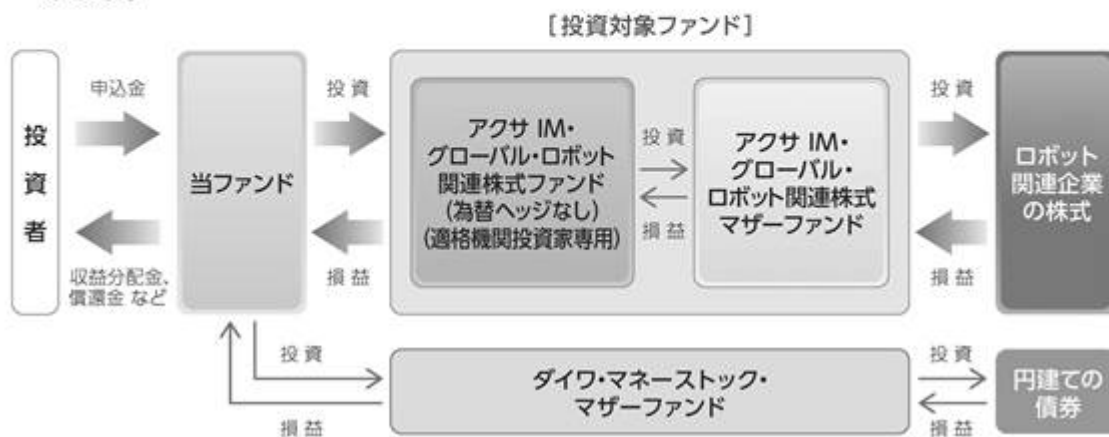 [投資対象ファンド]
投資者
申込金
収益分配金、
償還金 など
当ファンド
投資
損益
アクサ IM・
グローバル・ロボット
関連株式ファンド
(為替ヘッジなし)
(適格機関投資家専用)
投資
損益
アクサ IM・
グローバル・
ロボット関連株式
マザーファンド
投資
損益
ロボット
関連企業
の株式
投資
損益
ダイワ・マネーストック・
マザーファンド
投資
損益
円建ての
債券